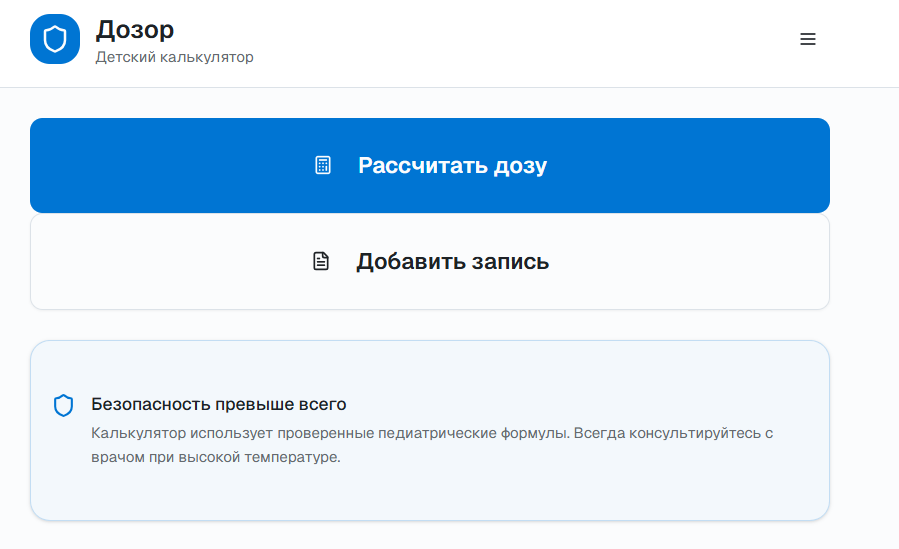 Дозор
Детский калькулятор
Рассчитать дозу
Добавить запись
Безопасность превыше всего
Калькулятор использует проверенные педиатрические формулы. Всегда консультируйтесь с
врачом при высокой температуре.